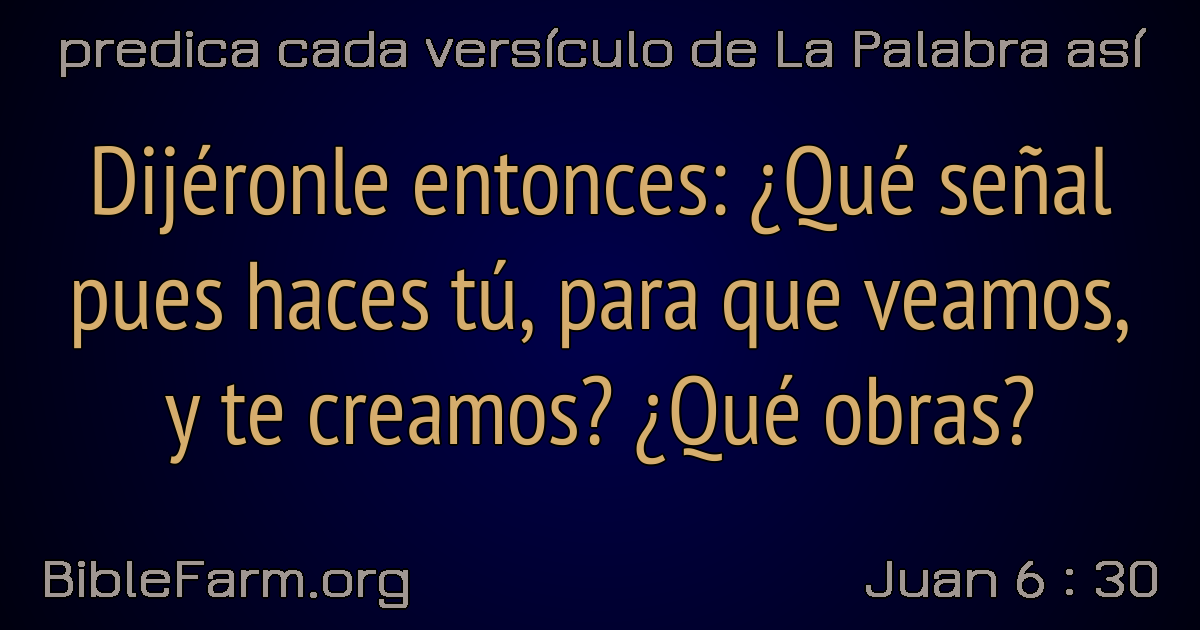 predica cada versículo de La Palabra así
Dijéronle entonces: ¿Qué señal
pues haces tú, para que veamos,
y te creamos? ¿Qué obras?
BibleFarm.org
Juan 6 : 30